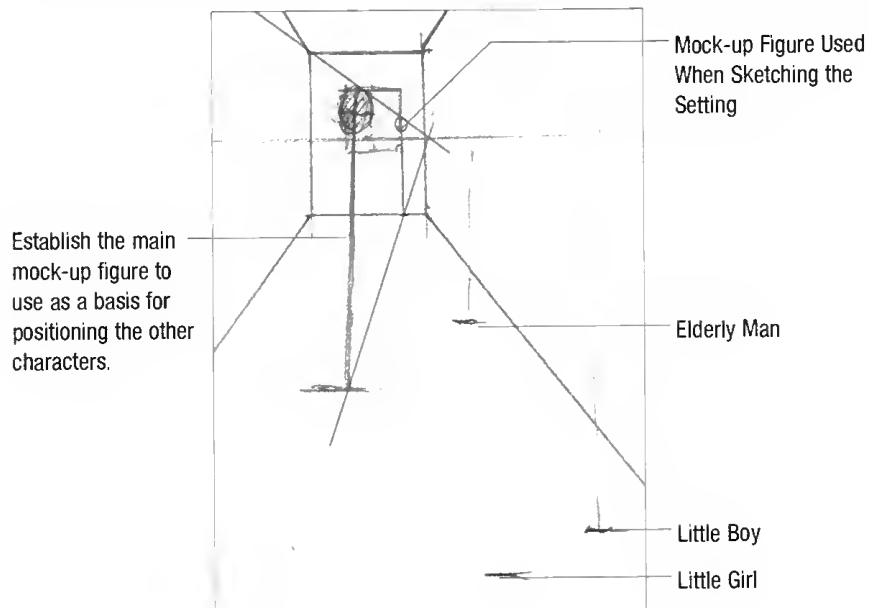 Mock-up Figure Used
When Sketching the
Setting
Establish the main
mock-up figure to
use as a basis for
positioning the other
characters.
Elderly Man
Little Boy
Little Girl